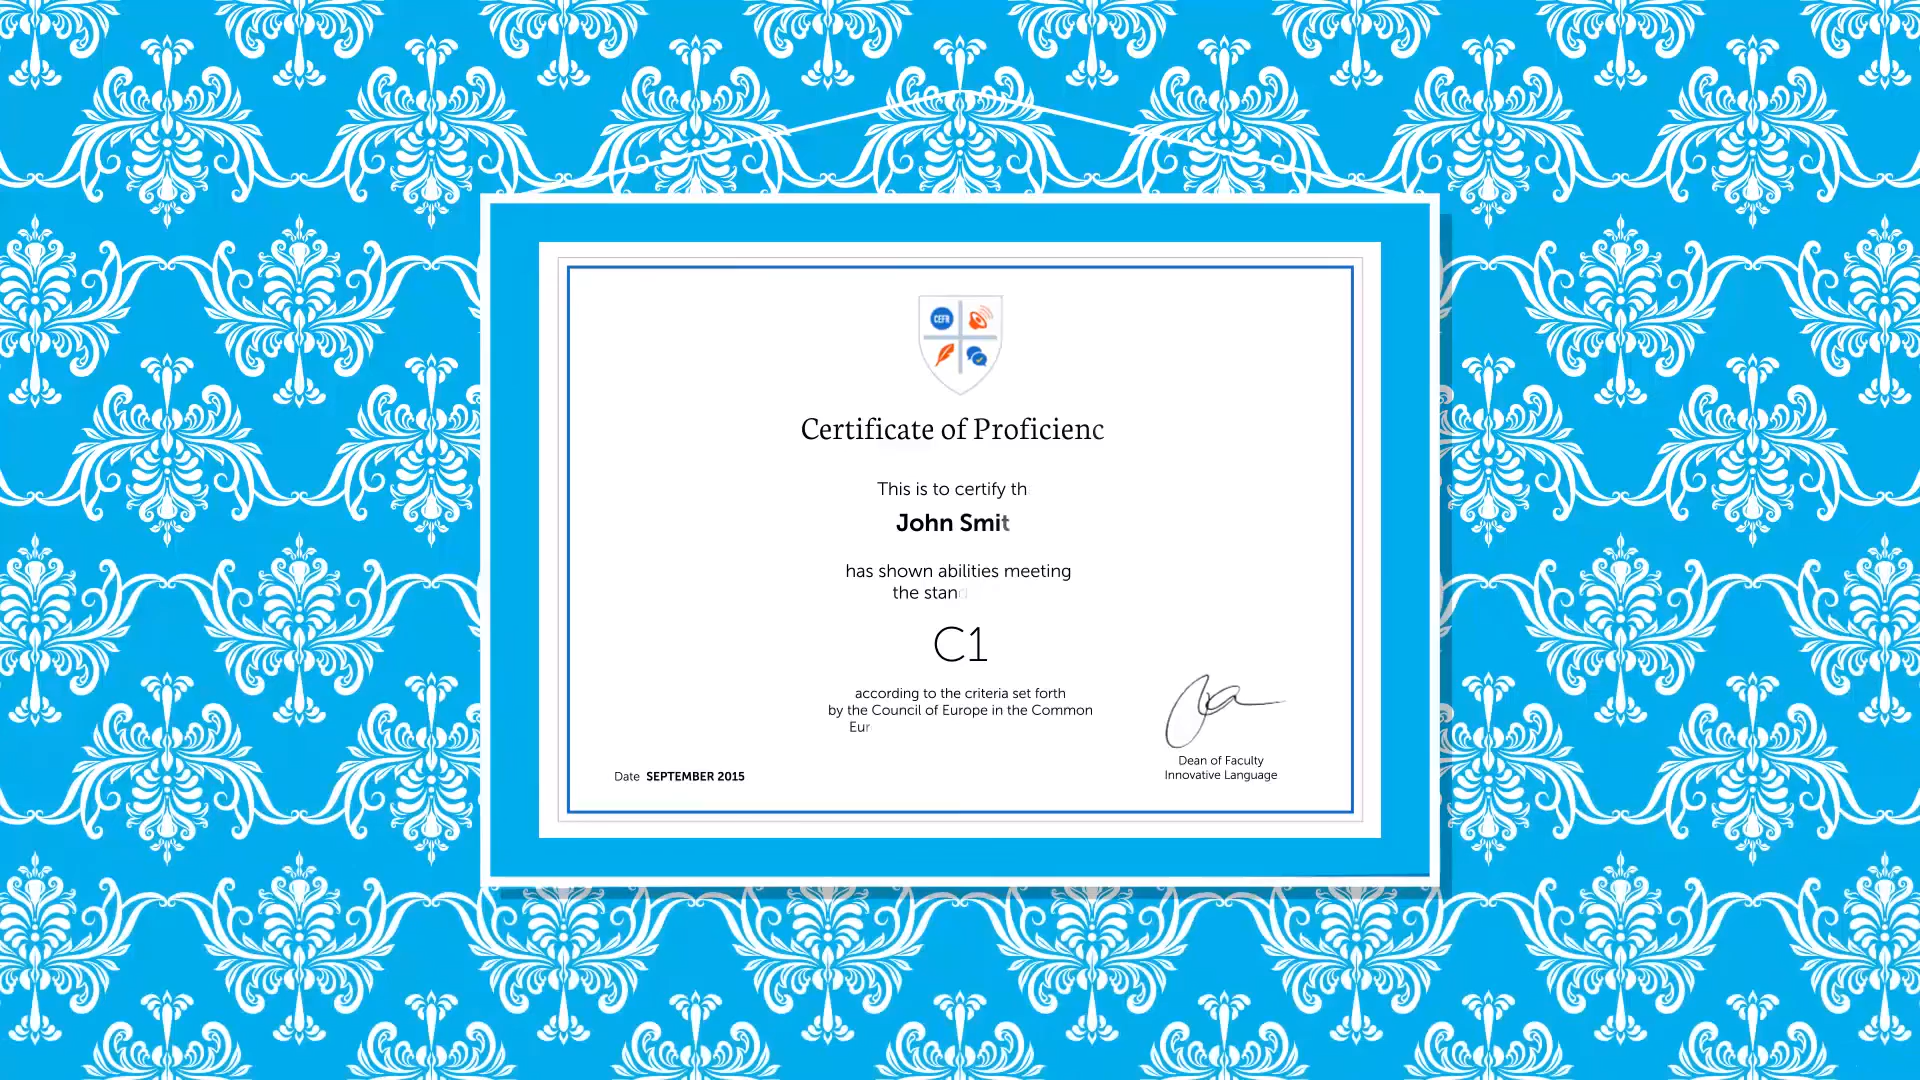 CEFR
Certificate of Proficienc
This is to certify th
John Smit
has shown abilities meeting
the stand
C1
according to the criteria set forth
by the Council of Europe in the Common
Eur
Dean of Faculty
Innovative Language
Date SEPTEMBER 2015